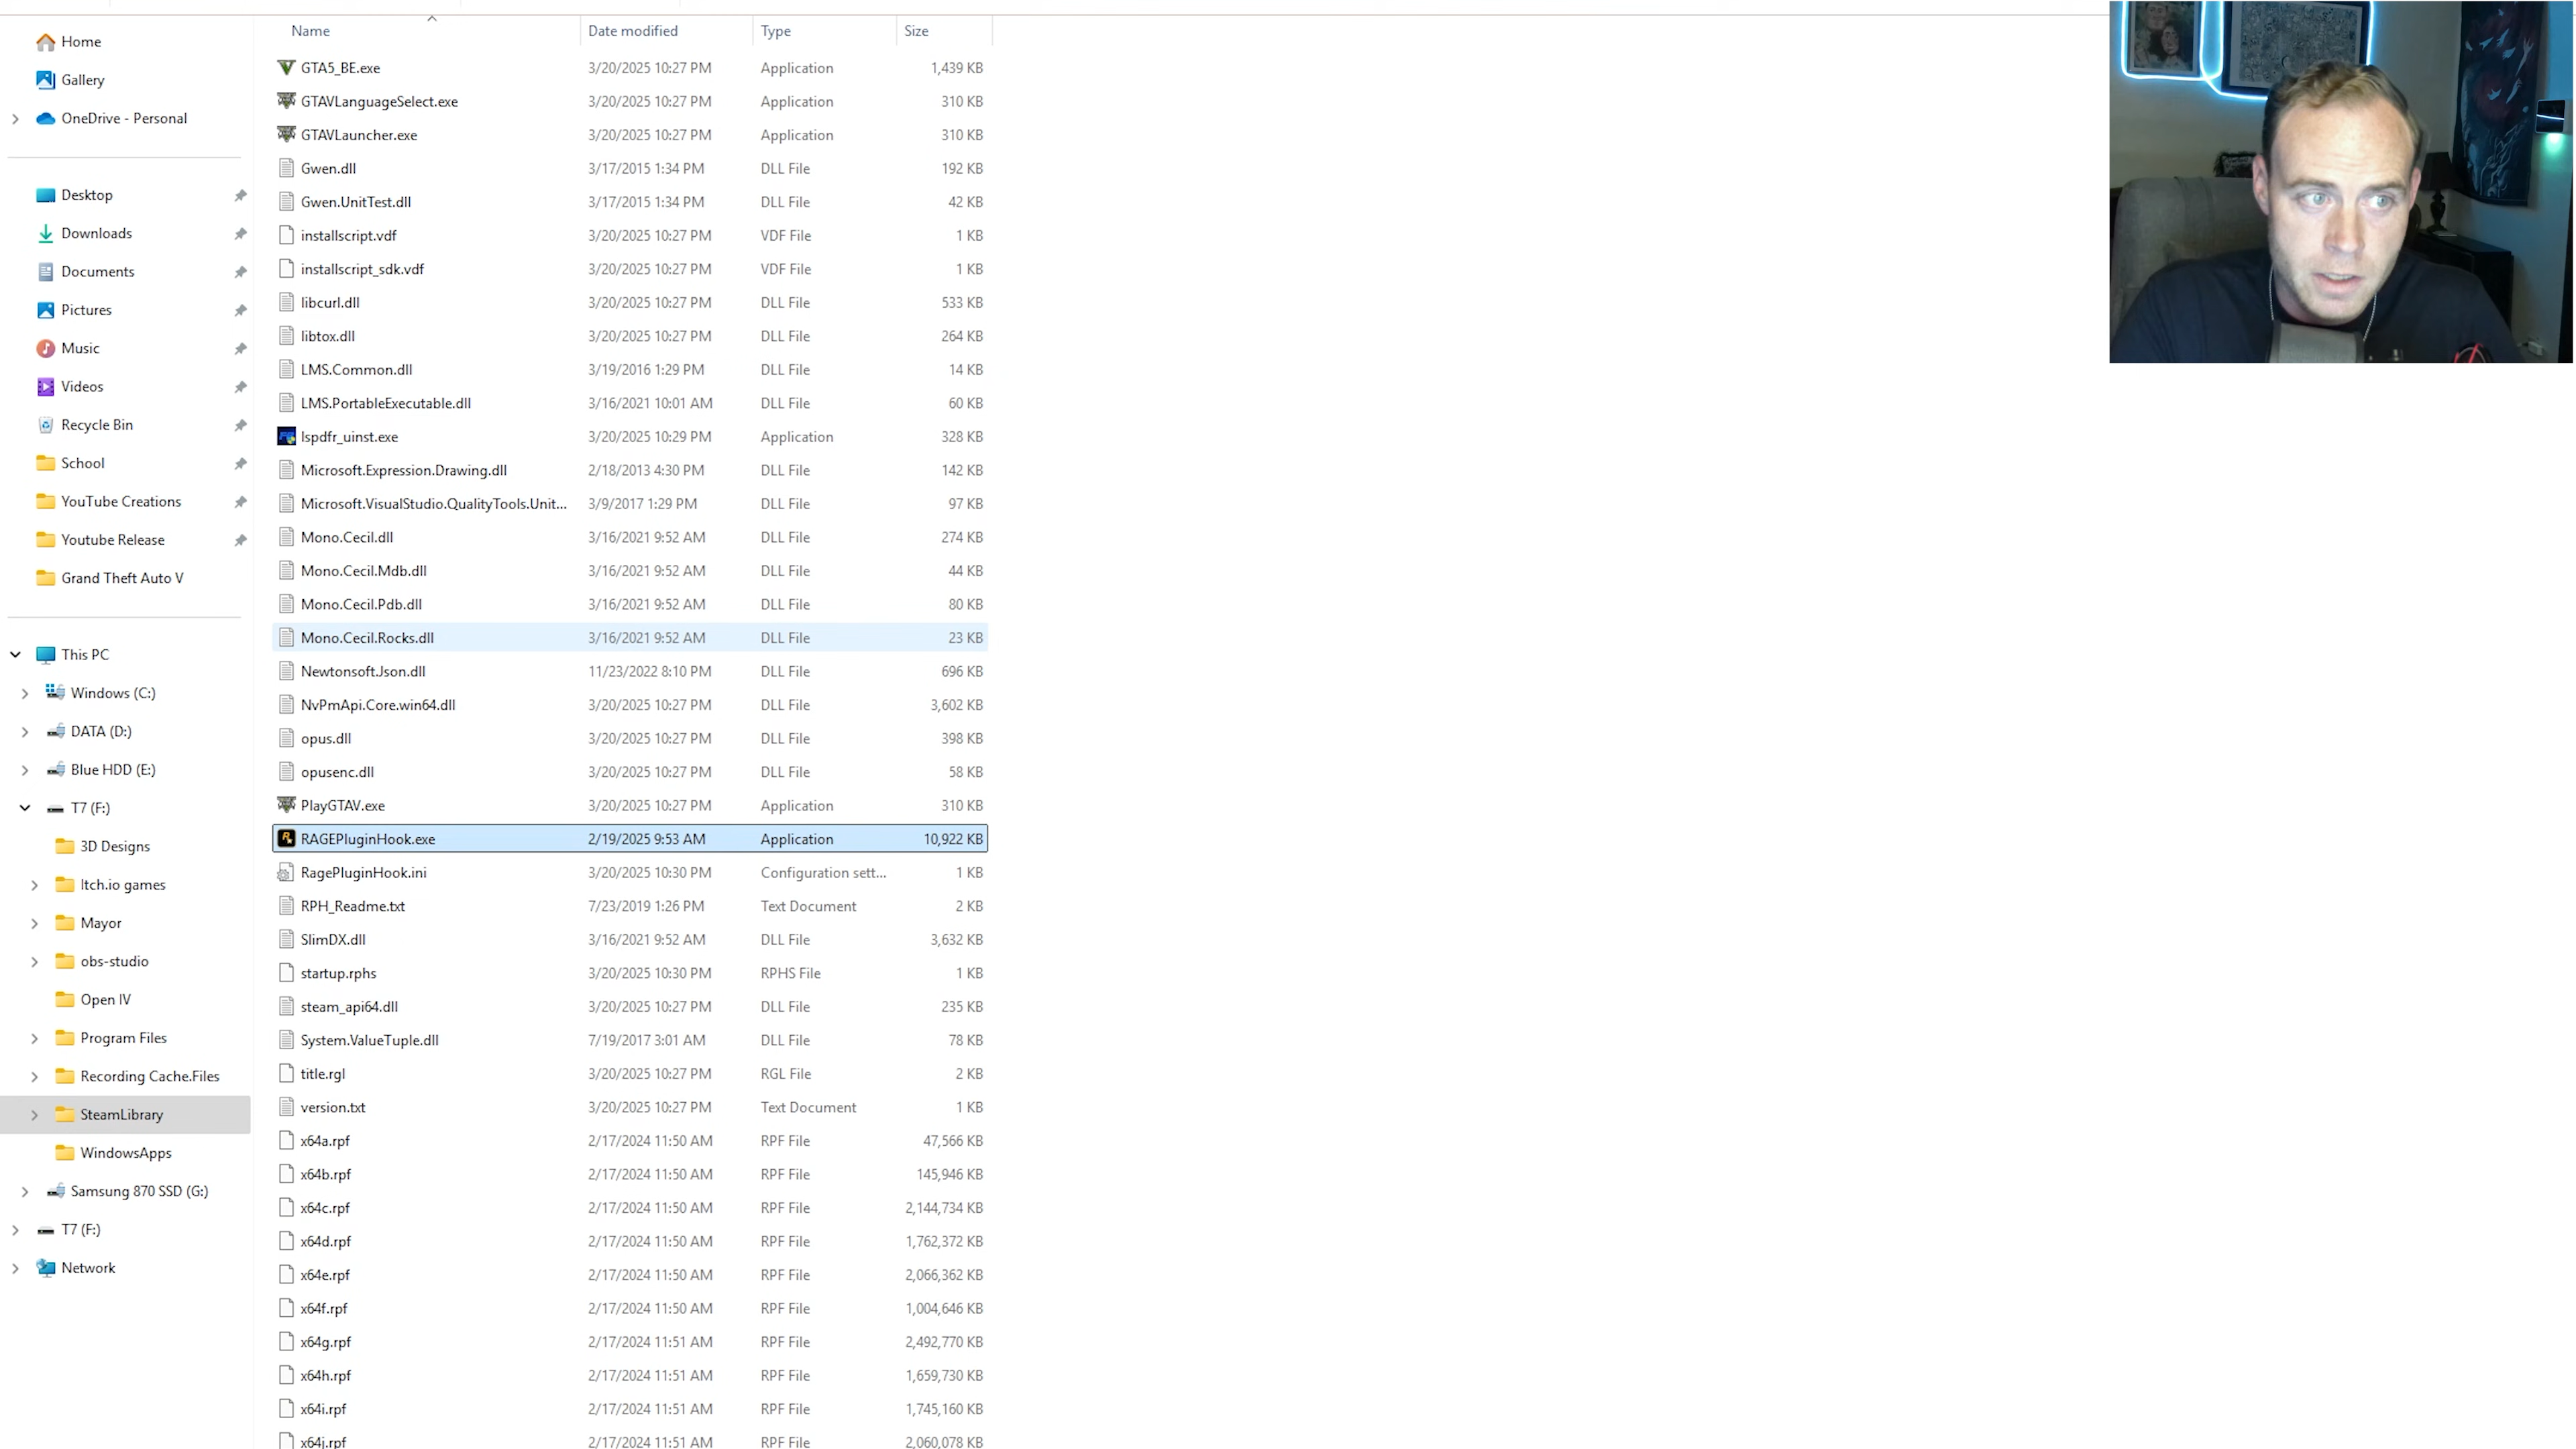 Home
Gallery
OneDrive - Personal
Desktop
Downloads
Documents
Pictures
Music
Videos
Recycle Bin
School
YouTube Creations
Youtube Release
Grand Theft Auto V
This PC
Windows (C:)
DATA (D:)
Blue HDD (E:)
T7 (F:)
3D Designs
Itch.io games
Mayor
obs-studio
Open IV
Program Files
Recording Cache.Files
SteamLibrary
WindowsApps
Samsung 870 SSD (G:)
T7 (F:)
Network
Name Date modified Type Size
GTA5_BE.exe 3/20/2025 10:27 PM Application 1,439 KB
GTAVLanguageSelect.exe 3/20/2025 10:27 PM Application 310 KB
GTAVLauncher.exe 3/20/2025 10:27 PM Application 310 KB
Gwen.dll 3/17/2015 1:34 PM DLL File 192 KB
Gwen.UnitTest.dll 3/17/2015 1:34 PM DLL File 42 KB
installscript.vdf 3/20/2025 10:27 PM VDF File 1 KB
installscript_sdk.vdf 3/20/2025 10:27 PM VDF File 1 KB
libcurl.dll 3/20/2025 10:27 PM DLL File 533 KB
libtox.dll 3/20/2025 10:27 PM DLL File 264 KB
LMS.Common.dll 3/19/2016 1:29 PM DLL File 14 KB
LMS.PortableExecutable.dll 3/16/2021 10:01 AM DLL File 60 KB
lspdfr_uinst.exe 3/20/2025 10:29 PM Application 328 KB
Microsoft.Expression.Drawing.dll 2/18/2013 4:30 PM DLL File 142 KB
Microsoft.VisualStudio.QualityTools.Unit... 3/9/2017 1:29 PM DLL File 97 KB
Mono.Cecil.dll 3/16/2021 9:52 AM DLL File 274 KB
Mono.Cecil.Mdb.dll 3/16/2021 9:52 AM DLL File 44 KB
Mono.Cecil.Pdb.dll 3/16/2021 9:52 AM DLL File 80 KB
Mono.Cecil.Rocks.dll 3/16/2021 9:52 AM DLL File 23 KB
Newtonsoft.Json.dll 11/23/2022 8:10 PM DLL File 696 KB
NvPmApi.Core.win64.dll 3/20/2025 10:27 PM DLL File 3,602 KB
opus.dll 3/20/2025 10:27 PM DLL File 398 KB
opusenc.dll 3/20/2025 10:27 PM DLL File 58 KB
PlayGTAV.exe 3/20/2025 10:27 PM Application 310 KB
RAGEPluginHook.exe 2/19/2025 9:53 AM Application 10,922 KB
RagePluginHook.ini 3/20/2025 10:30 PM Configuration sett... 1 KB
RPH_Readme.txt 7/23/2019 1:26 PM Text Document 2 KB
SlimDX.dll 3/16/2021 9:52 AM DLL File 3,632 KB
startup.rphs 3/20/2025 10:30 PM RPHS File 1 KB
steam_api64.dll 3/20/2025 10:27 PM DLL File 235 KB
System.ValueTuple.dll 7/19/2017 3:01 AM DLL File 78 KB
title.rgl 3/20/2025 10:27 PM RGL File 2 KB
version.txt 3/20/2025 10:27 PM Text Document 1 KB
x64a.rpf 2/17/2024 11:50 AM RPF File 47,566 KB
x64b.rpf 2/17/2024 11:50 AM RPF File 145,946 KB
x64c.rpf 2/17/2024 11:50 AM RPF File 2,144,734 KB
x64d.rpf 2/17/2024 11:50 AM RPF File 1,762,372 KB
x64e.rpf 2/17/2024 11:50 AM RPF File 2,066,362 KB
x64f.rpf 2/17/2024 11:50 AM RPF File 1,004,646 KB
x64g.rpf 2/17/2024 11:51 AM RPF File 2,492,770 KB
x64h.rpf 2/17/2024 11:51 AM RPF File 1,659,730 KB
x64i.rpf 2/17/2024 11:51 AM RPF File 1,745,160 KB
x64j.rpf 2/17/2024 11:51 AM RPF File 2,060,078 KB